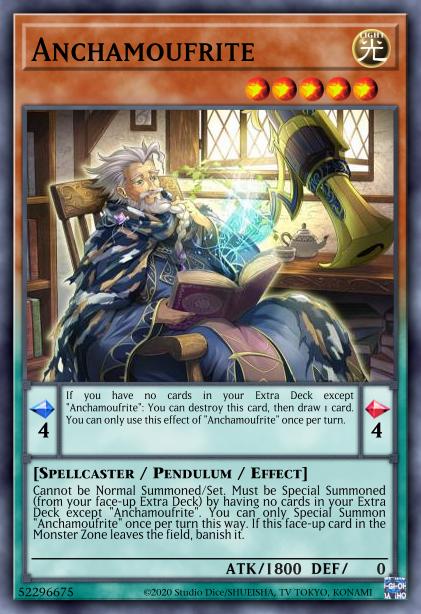 Anchamoufrite
LIGHT
光
If you have no cards in your Extra Deck except
"Anchamoufrite": You can destroy this card, then draw 1 card.
You can only use this effect of "Anchamoufrite" once per turn.
4
4
[Spellcaster / Pendulum / Effect]
Cannot be Normal Summoned/Set. Must be Special Summoned
(from your face-up Extra Deck) by having no cards in your Extra
Deck except "Anchamoufrite". You can only Special Summon
"Anchamoufrite" once per turn this way. If this face-up card in the
Monster Zone leaves the field, banish it.
ATK/1800 DEF/ 0
52296675
©2020 Studio Dice/SHUEISHA, TV TOKYO, KONAMI